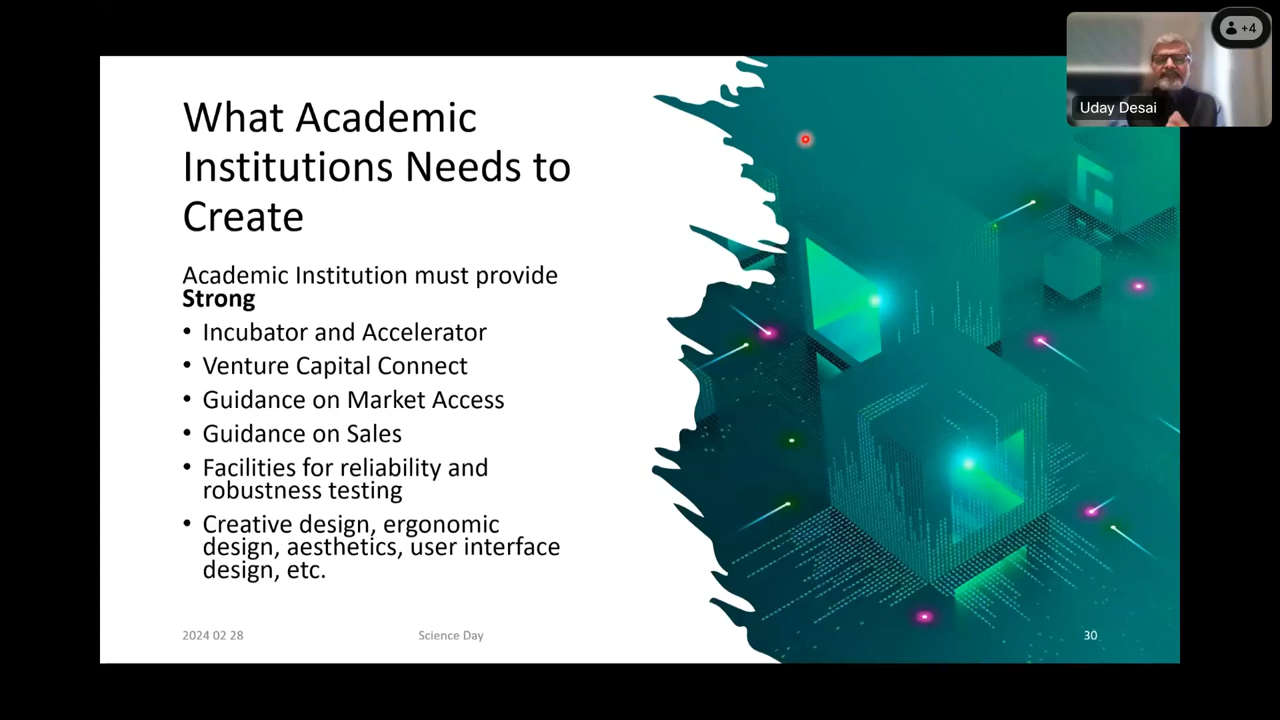 What Academic
Institutions Needs to
Create
Academic Institution must provide
Strong
• Incubator and Accelerator
• Venture Capital Connect
• Guidance on Market Access
• Guidance on Sales
• Facilities for reliability and
robustness testing
• Creative design, ergonomic
design, aesthetics, user interface
design, etc.
2024 02 28
Science Day
30
+4
Uday Desai